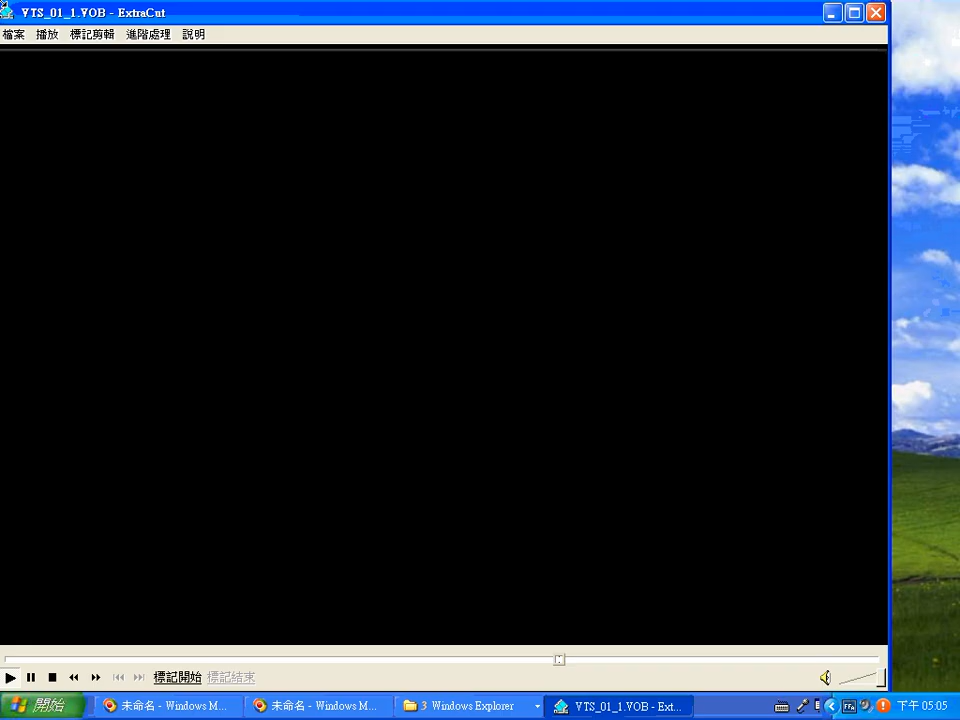 VTS_01_1.VOB - ExtraCut
檔案 播放 標記剪輯 進階處理 說明
標記開始 標記結束
開始 未命名 - Windows M... 未命名 - Windows M... 3 Windows Explorer VTS_01_1.VOB - Ext... 下午 05:05